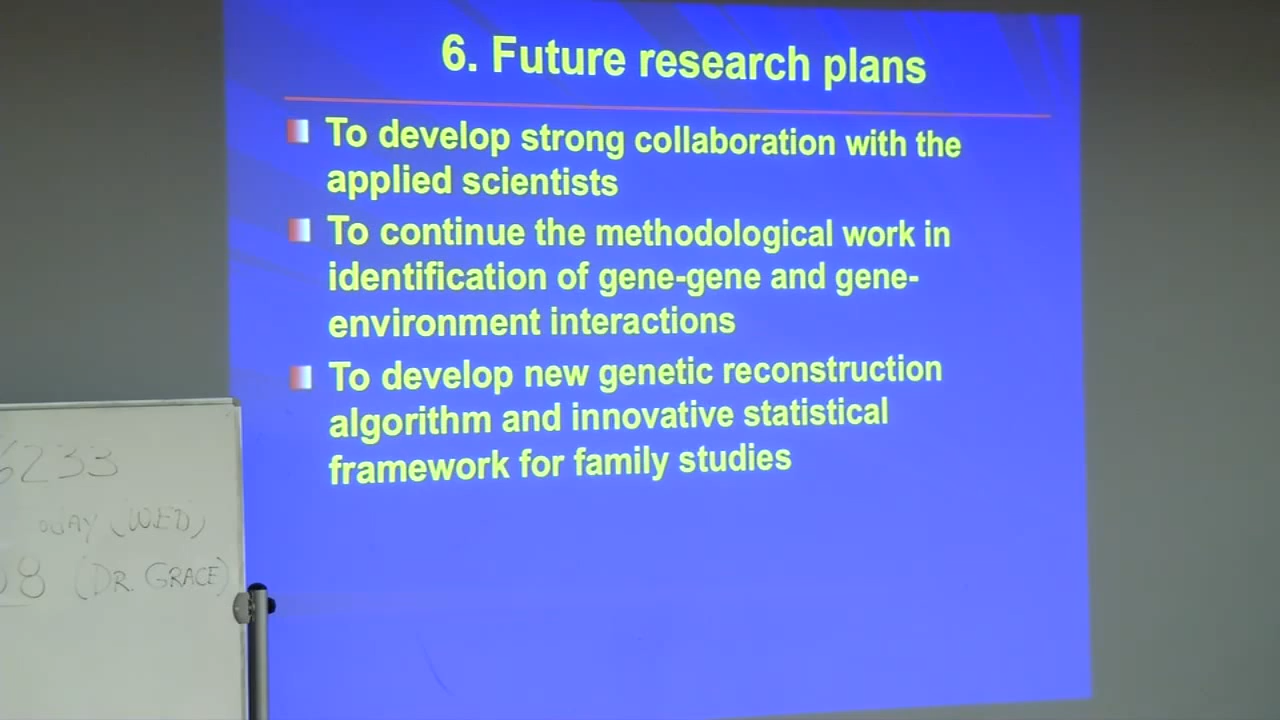 6. Future research plans
To develop strong collaboration with the
applied scientists
To continue the methodological work in
identification of gene-gene and gene-
environment interactions
To develop new genetic reconstruction
algorithm and innovative statistical
framework for family studies
6233
(WED)
08 (DR. GRACE)